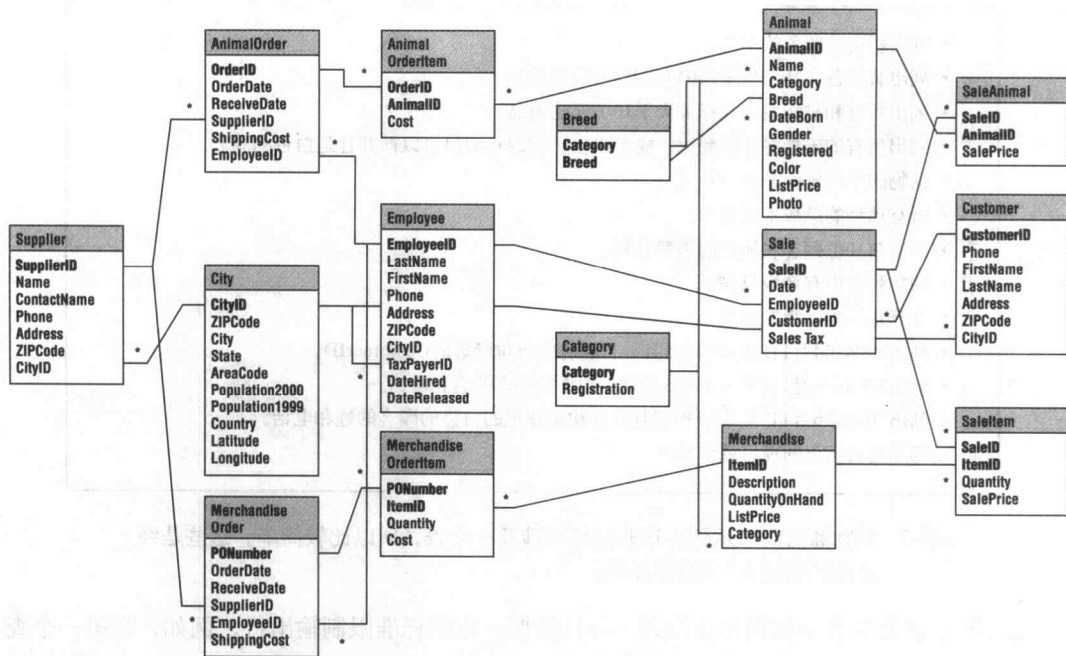 AnimalOrder
OrderID
OrderDate
ReceiveDate
SupplierID
ShippingCost
EmployeeID
Animal
OrderItem
OrderID
AnimalID
Cost
Breed
Category
Breed
Animal
AnimalID
Name
Category
Breed
DateBorn
Gender
Registered
Color
ListPrice
Photo
SaleAnimal
SaleID
AnimalID
SalePrice
Supplier
SupplierID
Name
ContactName
Phone
Address
ZIPCode
CityID
City
CityID
ZIPCode
City
State
AreaCode
Population2000
Population1999
Country
Latitude
Longitude
Employee
EmployeeID
LastName
FirstName
Phone
Address
ZIPCode
CityID
TaxPayerID
DateHired
DateReleased
Category
Category
Registration
Sale
SaleID
Date
EmployeeID
CustomerID
Sales Tax
Customer
CustomerID
Phone
FirstName
LastName
Address
ZIPCode
CityID
Merchandise
Order
PONumber
OrderDate
ReceiveDate
SupplierID
EmployeeID
ShippingCost
Merchandise
OrderItem
PONumber
ItemID
Quantity
Cost
Merchandise
ItemID
Description
QuantityOnHand
ListPrice
Category
SaleItem
SaleID
ItemID
Quantity
SalePrice